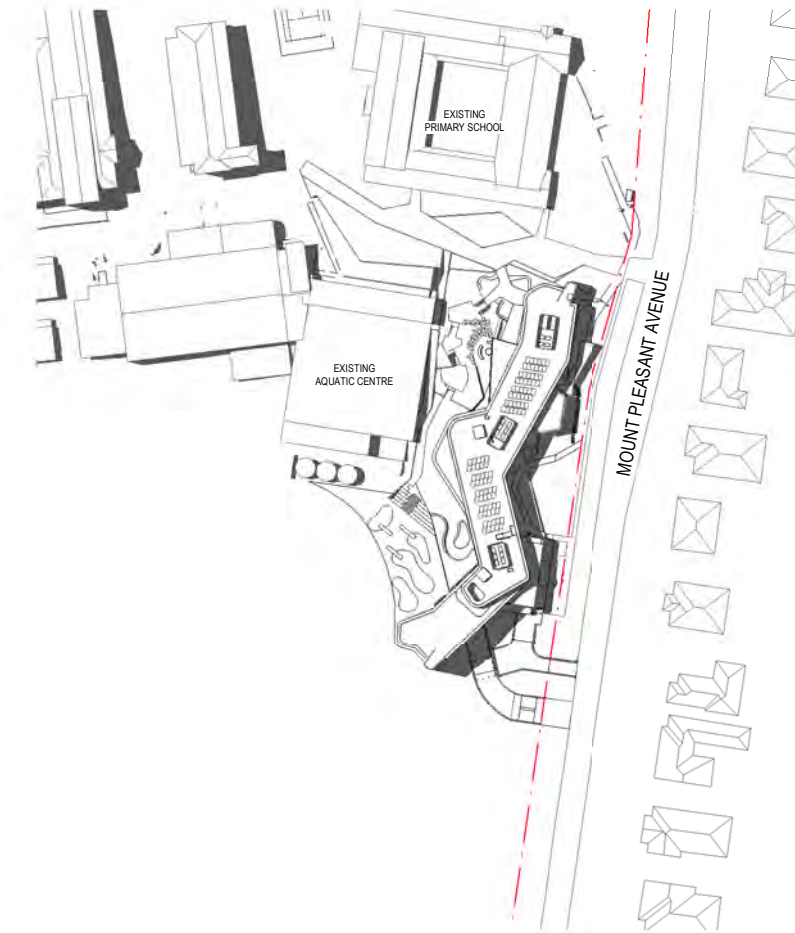 EXISTING
PRIMARY SCHOOL
MOUNT PLEASANT AVENUE
EXISTING
AQUATIC CENTRE